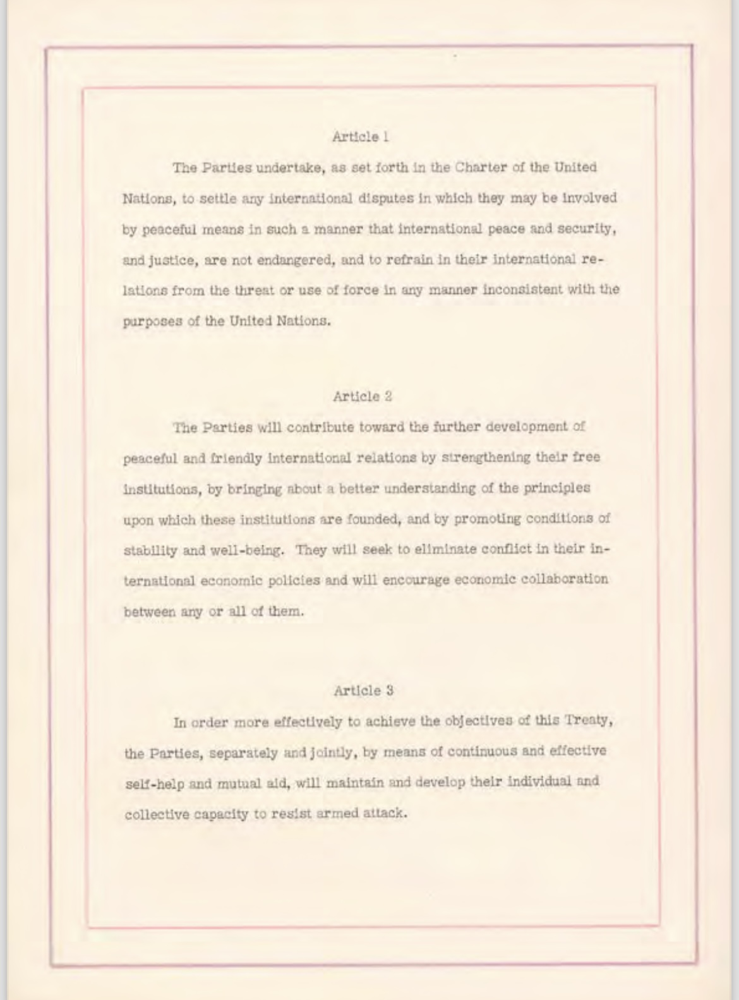 Article 1
The Parties undertake, as set forth in the Charter of the United
Nations, to settle any international disputes in which they may be involved
by peaceful means in such a manner that international peace and security,
and justice, are not endangered, and to refrain in their international re-
lations from the threat or use of force in any manner inconsistent with the
purposes of the United Nations.
Article 2
The Parties will contribute toward the further development of
peaceful and friendly international relations by strengthening their free
institutions, by bringing about a better understanding of the principles
upon which these institutions are founded, and by promoting conditions of
stability and well-being. They will seek to eliminate conflict in their in-
ternational economic policies and will encourage economic collaboration
between any or all of them.
Article 3
In order more effectively to achieve the objectives of this Treaty,
the Parties, separately and jointly, by means of continuous and effective
self-help and mutual aid, will maintain and develop their individual and
collective capacity to resist armed attack.